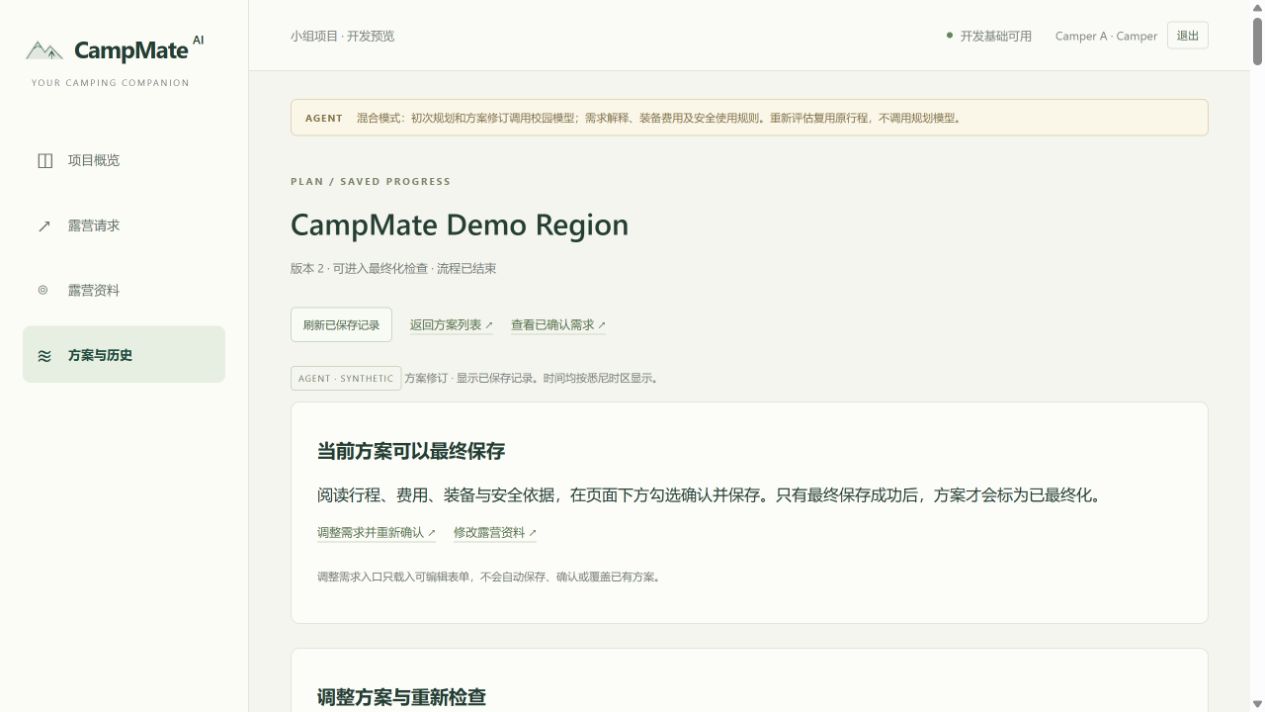 CampMate AI
YOUR CAMPING COMPANION
项目概览
露营请求
露营资料
方案与历史
小组项目 · 开发预览
开发基础可用
Camper A · Camper
退出
AGENT 混合模式：初次规划和方案修订调用校园模型；需求解释、装备费用及安全使用规则。重新评估复用原行程，不调用规划模型。
PLAN / SAVED PROGRESS
CampMate Demo Region
版本 2 · 可进入最终化检查 · 流程已结束
刷新已保存记录 返回方案列表 ↗ 查看已确认需求 ↗
AGENT · SYNTHETIC 方案修订 · 显示已保存记录。时间均按悉尼时区显示。
当前方案可以最终保存
阅读行程、费用、装备与安全依据，在页面下方勾选确认并保存。只有最终保存成功后，方案才会标为已最终化。
调整需求并重新确认 ↗ 修改露营资料 ↗
调整需求入口只载入可编辑表单，不会自动保存、确认或覆盖已有方案。
调整方案与重新检查